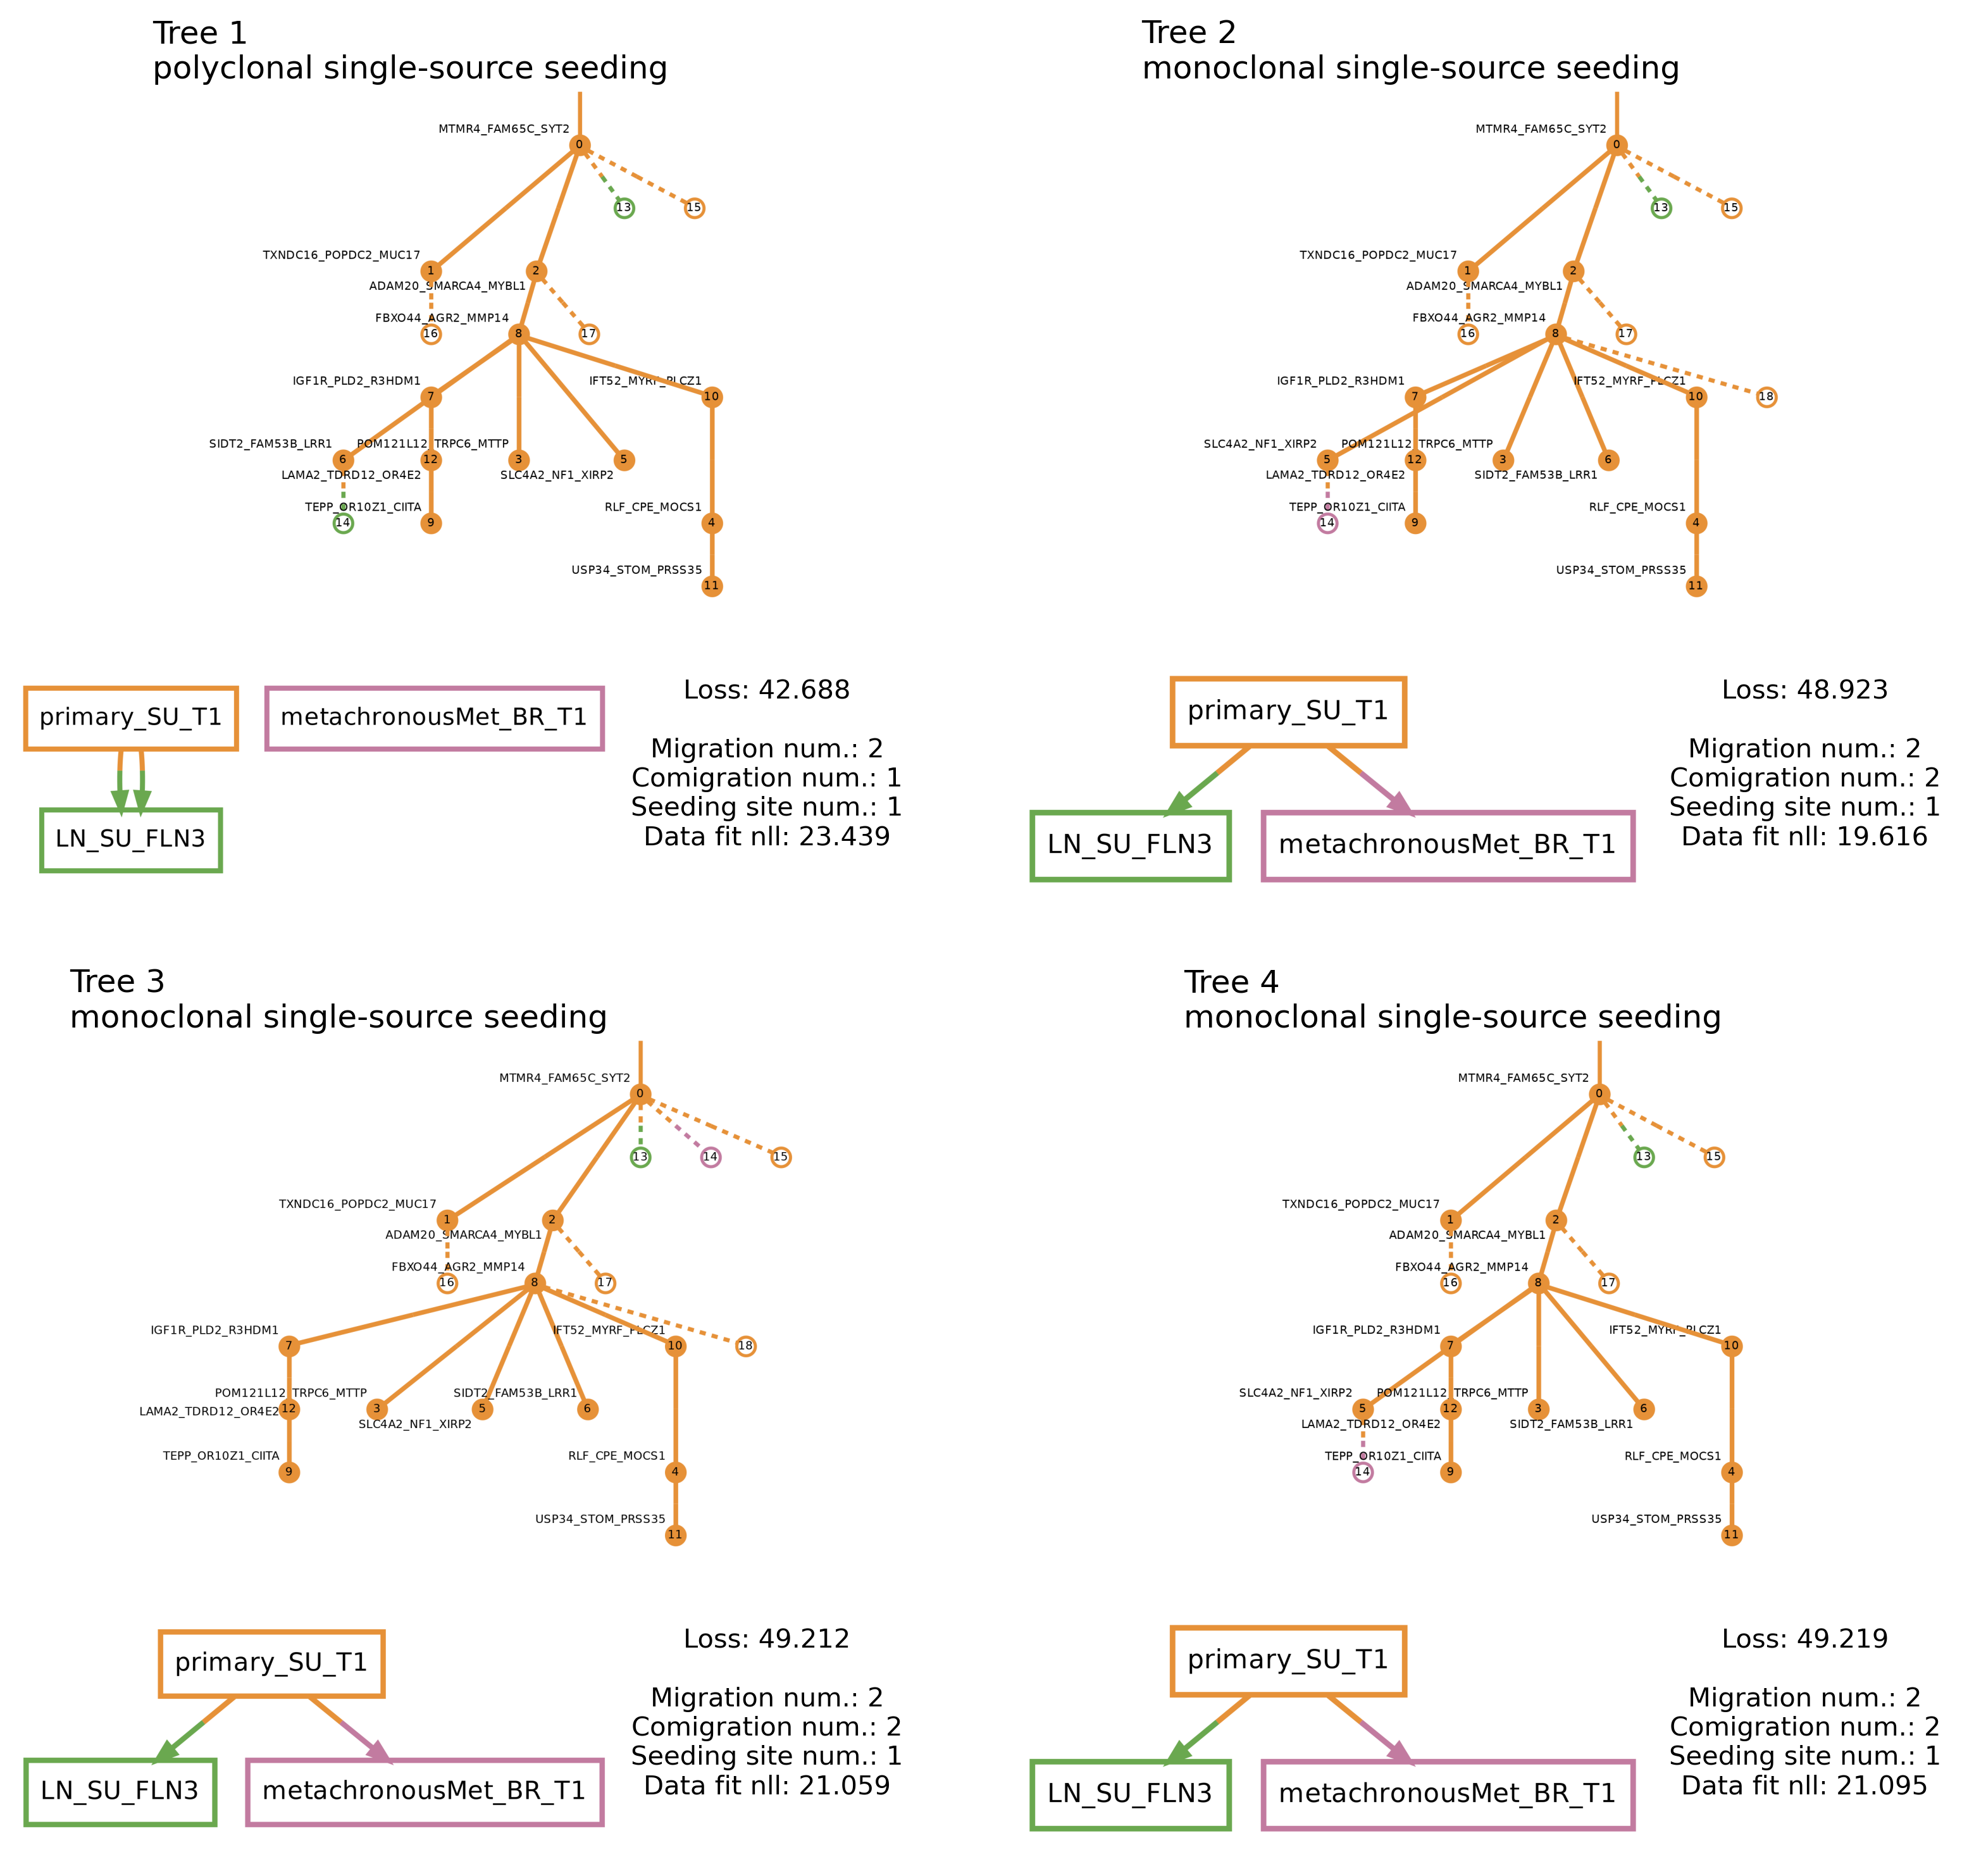 Tree 1
polyclonal single-source seeding
MTMR4_FAM65C_SYT2
0
13
15
TXNDC16_POPDC2_MUC17
1
2
ADAM20_SMARCA4_MYBL1
FBXO44_AGR2_MMP14
16
8
17
IGF1R_PLD2_R3HDM1
IFT52_MYRF_PLCZ1
7
10
SIDT2_FAM53B_LRR1
POM121L12_TRPC6_MTTP
6
12
3
5
LAMA2_TDRD12_OR4E2
SLC4A2_NF1_XIRP2
TEPP_OR10Z1_CIITA
RLF_CPE_MOCS1
14
9
4
USP34_STOM_PRSS35
11
primary_SU_T1
metachronousMet_BR_T1
LN_SU_FLN3
Loss: 42.688
Migration num.: 2
Comigration num.: 1
Seeding site num.: 1
Data fit nll: 23.439
Tree 2
monoclonal single-source seeding
MTMR4_FAM65C_SYT2
0
13
15
TXNDC16_POPDC2_MUC17
1
2
ADAM20_SMARCA4_MYBL1
FBXO44_AGR2_MMP14
16
8
17
IGF1R_PLD2_R3HDM1
IFT52_MYRF_PLCZ1
7
10
18
SLC4A2_NF1_XIRP2
POM121L12_TRPC6_MTTP
5
12
3
6
LAMA2_TDRD12_OR4E2
SIDT2_FAM53B_LRR1
TEPP_OR10Z1_CIITA
RLF_CPE_MOCS1
14
9
4
USP34_STOM_PRSS35
11
primary_SU_T1
LN_SU_FLN3
metachronousMet_BR_T1
Loss: 48.923
Migration num.: 2
Comigration num.: 2
Seeding site num.: 1
Data fit nll: 19.616
Tree 3
monoclonal single-source seeding
MTMR4_FAM65C_SYT2
0
13
14
15
TXNDC16_POPDC2_MUC17
1
2
ADAM20_SMARCA4_MYBL1
FBXO44_AGR2_MMP14
16
8
17
IGF1R_PLD2_R3HDM1
IFT52_MYRF_PLCZ1
7
10
18
POM121L12_TRPC6_MTTP
SIDT2_FAM53B_LRR1
LAMA2_TDRD12_OR4E2
12
3
5
6
SLC4A2_NF1_XIRP2
TEPP_OR10Z1_CIITA
RLF_CPE_MOCS1
9
4
USP34_STOM_PRSS35
11
primary_SU_T1
LN_SU_FLN3
metachronousMet_BR_T1
Loss: 49.212
Migration num.: 2
Comigration num.: 2
Seeding site num.: 1
Data fit nll: 21.059
Tree 4
monoclonal single-source seeding
MTMR4_FAM65C_SYT2
0
13
15
TXNDC16_POPDC2_MUC17
1
2
ADAM20_SMARCA4_MYBL1
FBXO44_AGR2_MMP14
16
8
17
IGF1R_PLD2_R3HDM1
IFT52_MYRF_PLCZ1
7
10
SLC4A2_NF1_XIRP2
POM121L12_TRPC6_MTTP
5
12
3
6
LAMA2_TDRD12_OR4E2
SIDT2_FAM53B_LRR1
TEPP_OR10Z1_CIITA
RLF_CPE_MOCS1
14
9
4
USP34_STOM_PRSS35
11
primary_SU_T1
LN_SU_FLN3
metachronousMet_BR_T1
Loss: 49.219
Migration num.: 2
Comigration num.: 2
Seeding site num.: 1
Data fit nll: 21.095